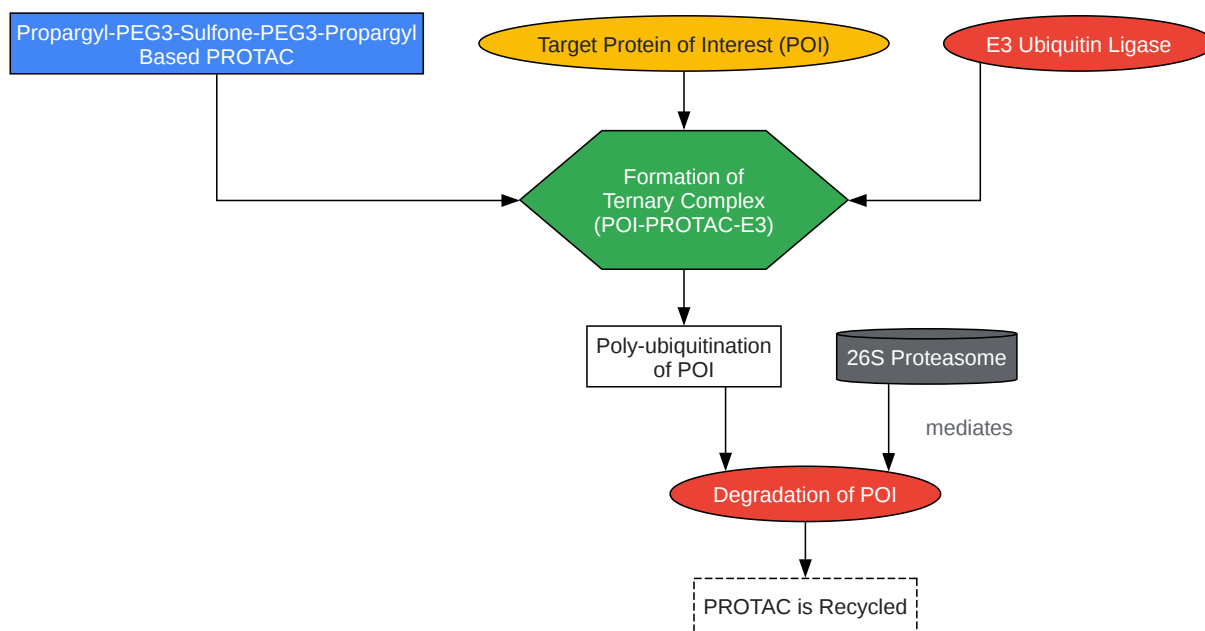 Propargyl-PEG3-Sulfone-PEG3-Propargyl
Based PROTAC
Target Protein of Interest (POI)
E3 Ubiquitin Ligase
Formation of
Ternary Complex
(POI-PROTAC-E3)
Poly-ubiquitination
of POI
26S Proteasome
mediates
Degradation of POI
PROTAC is Recycled